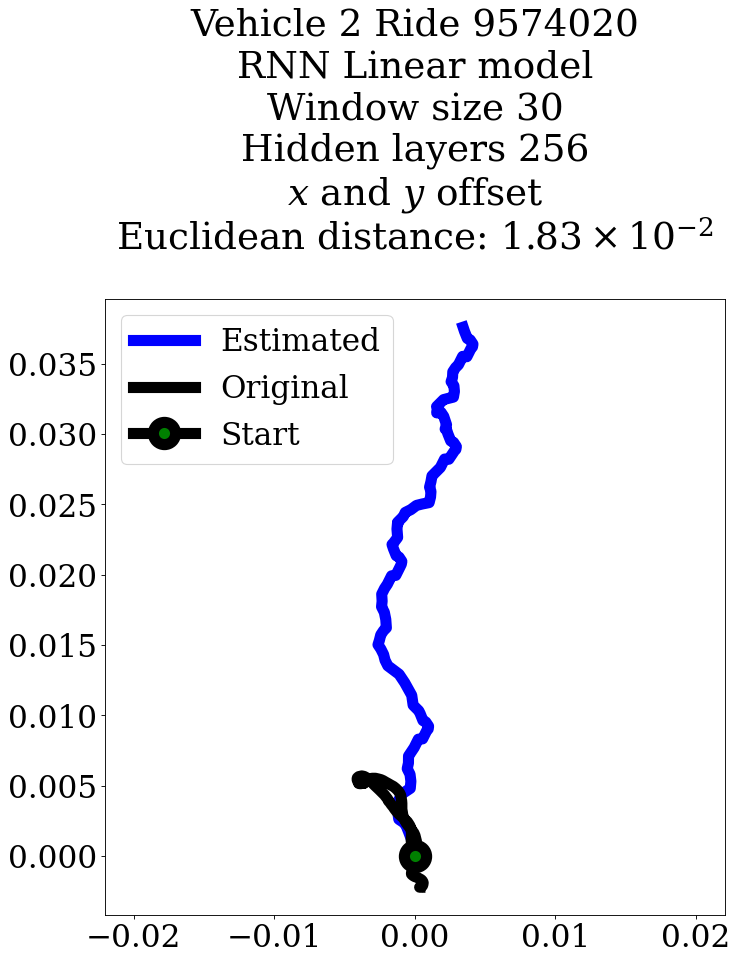 Vehicle 2 Ride 9574020
RNN Linear model
Window size 30
Hidden layers 256
x and y offset
Euclidean distance: 1.83 × 10⁻²
Estimated
Original
Start
0.035
0.030
0.025
0.020
0.015
0.010
0.005
0.000
−0.02 −0.01 0.00 0.01 0.02